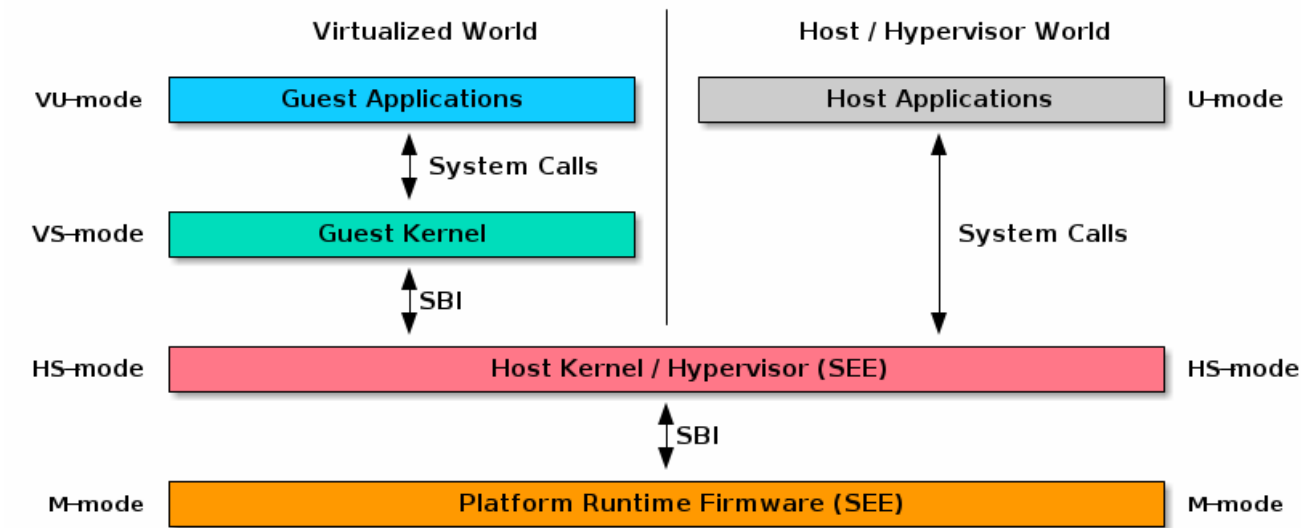 Virtualized World
Host / Hypervisor World
VU-mode
Guest Applications
Host Applications
U-mode
System Calls
VS-mode
Guest Kernel
System Calls
SBI
HS-mode
Host Kernel / Hypervisor (SEE)
HS-mode
SBI
M-mode
Platform Runtime Firmware (SEE)
M-mode